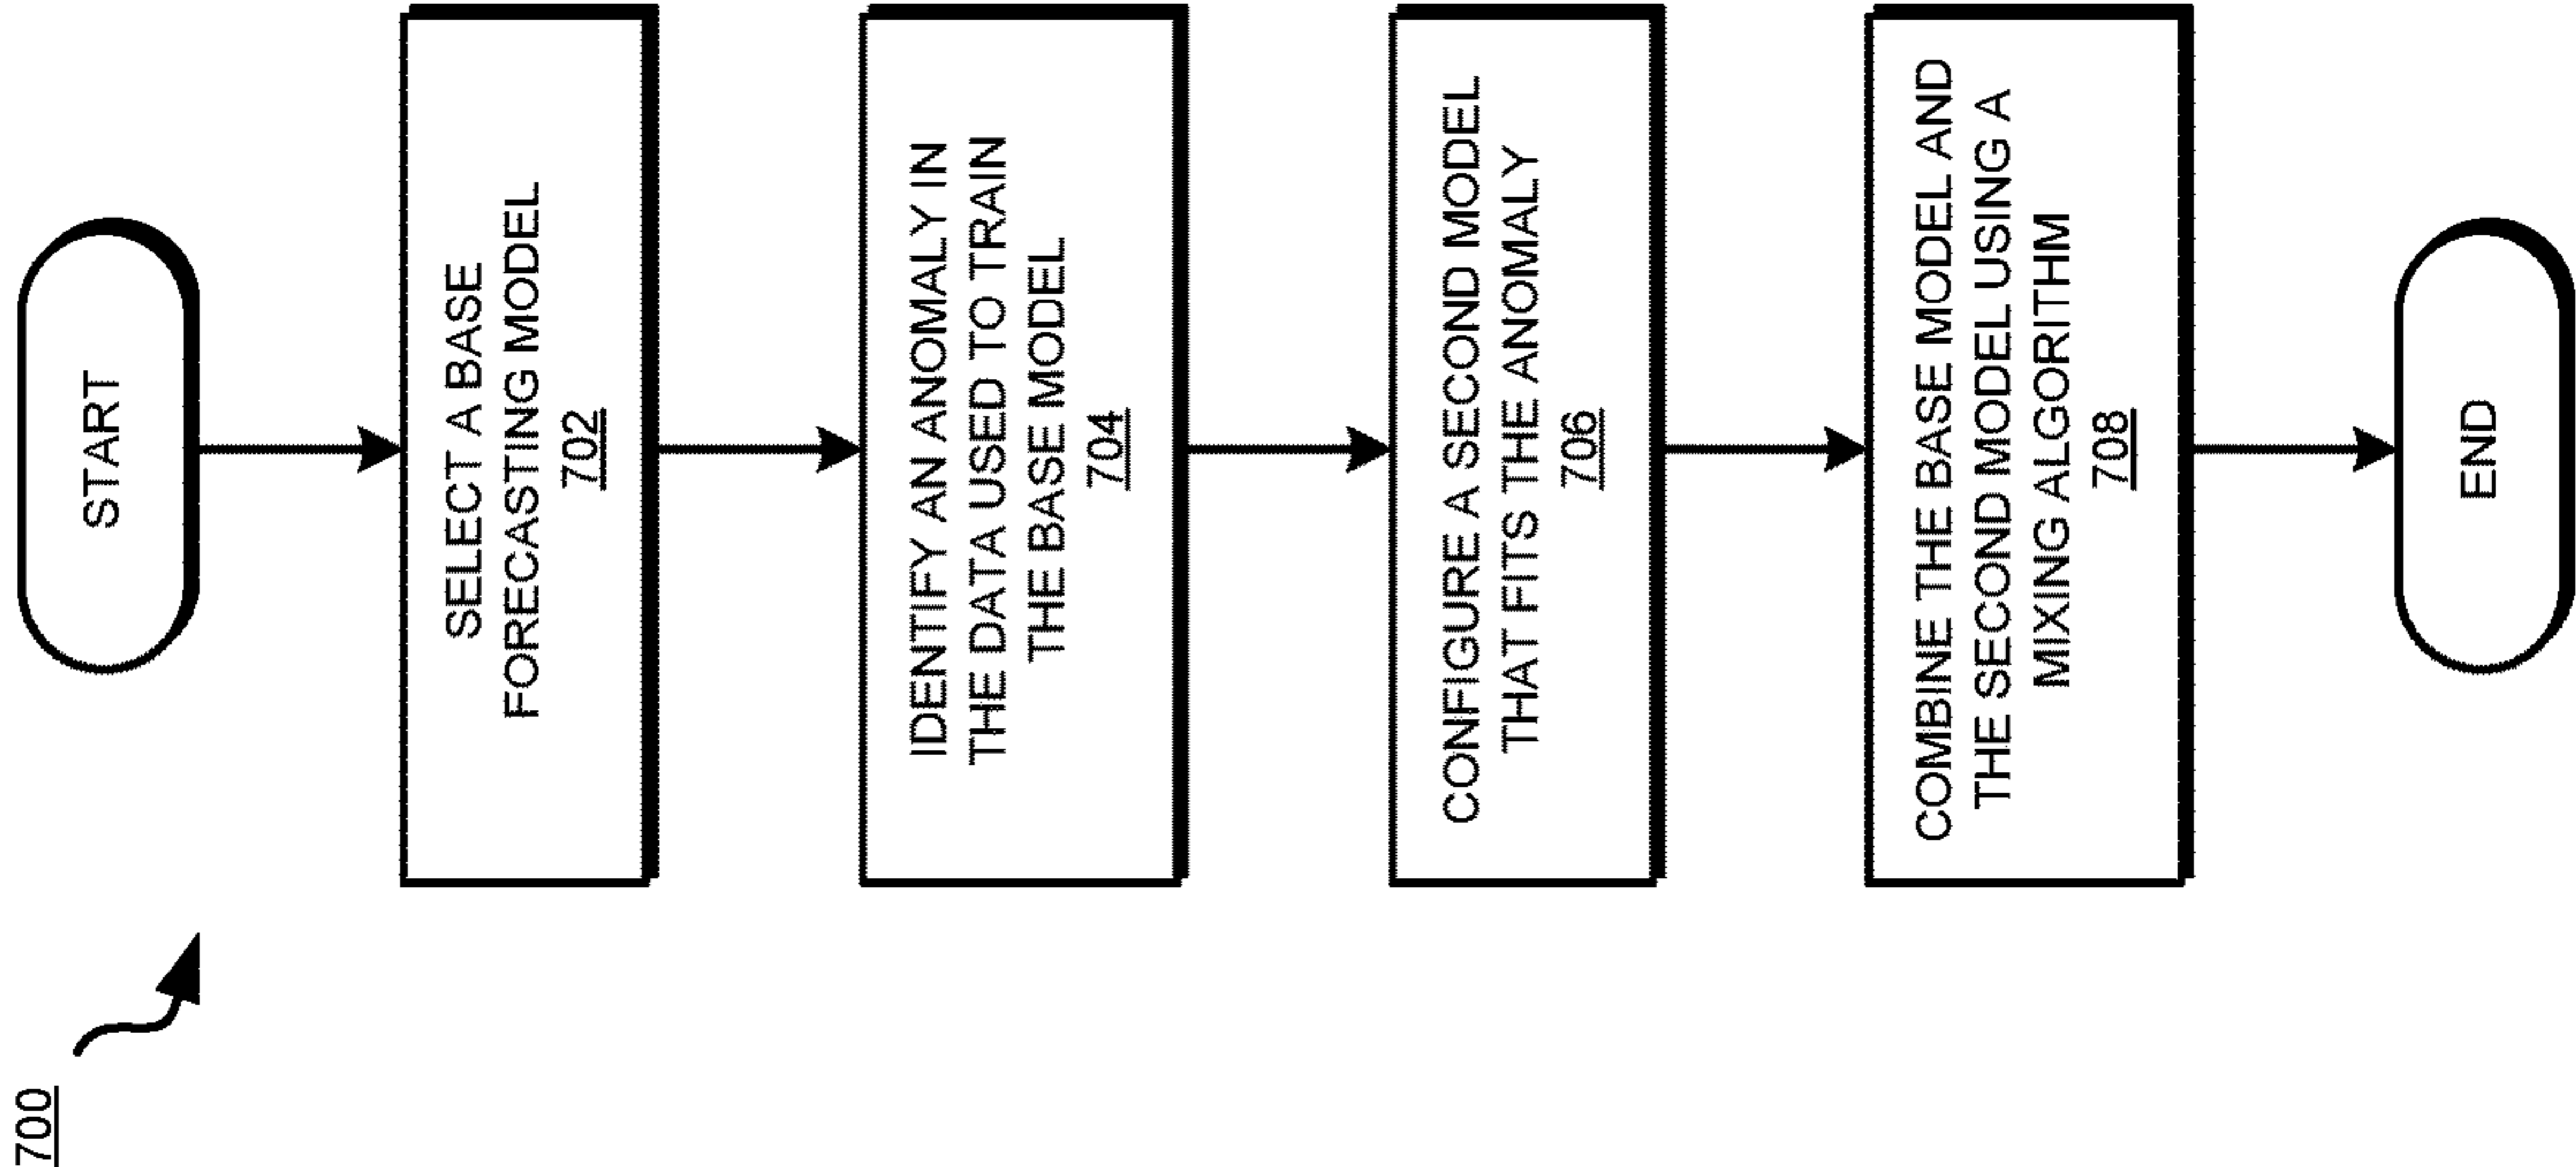 700
START
SELECT A BASE
FORECASTING MODEL
702
IDENTIFY AN ANOMALY IN
THE DATA USED TO TRAIN
THE BASE MODEL
704
CONFIGURE A SECOND MODEL
THAT FITS THE ANOMALY
706
COMBINE THE BASE MODEL AND
THE SECOND MODEL USING A
MIXING ALGORITHM
708
END